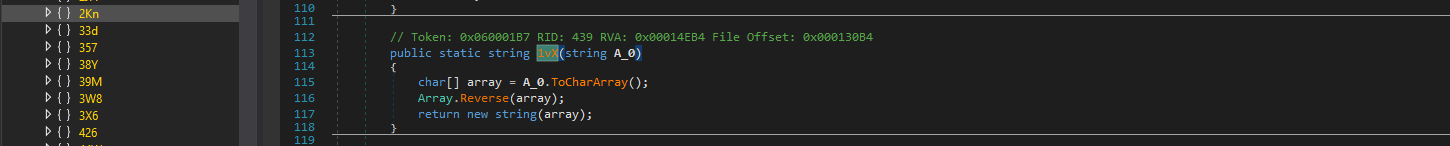 2Kn
33d
357
38Y
39M
3W8
3X6
426
110 }
111
112 // Token: 0x060001B7 RID: 439 RVA: 0x00014EB4 File Offset: 0x000130B4
113 public static string 1vX(string A_0)
114 {
115 char[] array = A_0.ToCharArray();
116 Array.Reverse(array);
117 return new string(array);
118 }
119